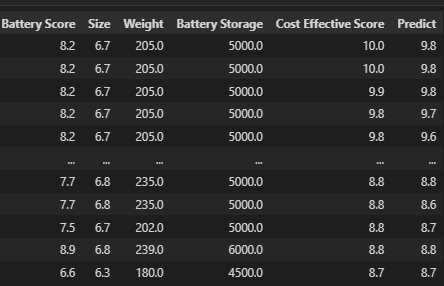 Battery Score Size Weight Battery Storage Cost Effective Score Predict
8.2 6.7 205.0 5000.0 10.0 9.8
8.2 6.7 205.0 5000.0 10.0 9.8
8.2 6.7 205.0 5000.0 9.9 9.8
8.2 6.7 205.0 5000.0 9.8 9.7
8.2 6.7 205.0 5000.0 9.8 9.6
... ... ... ... ... ...
7.7 6.8 235.0 5000.0 8.8 8.8
7.7 6.8 235.0 5000.0 8.8 8.6
7.5 6.7 202.0 5000.0 8.8 8.7
8.9 6.8 239.0 6000.0 8.8 8.8
6.6 6.3 180.0 4500.0 8.7 8.7